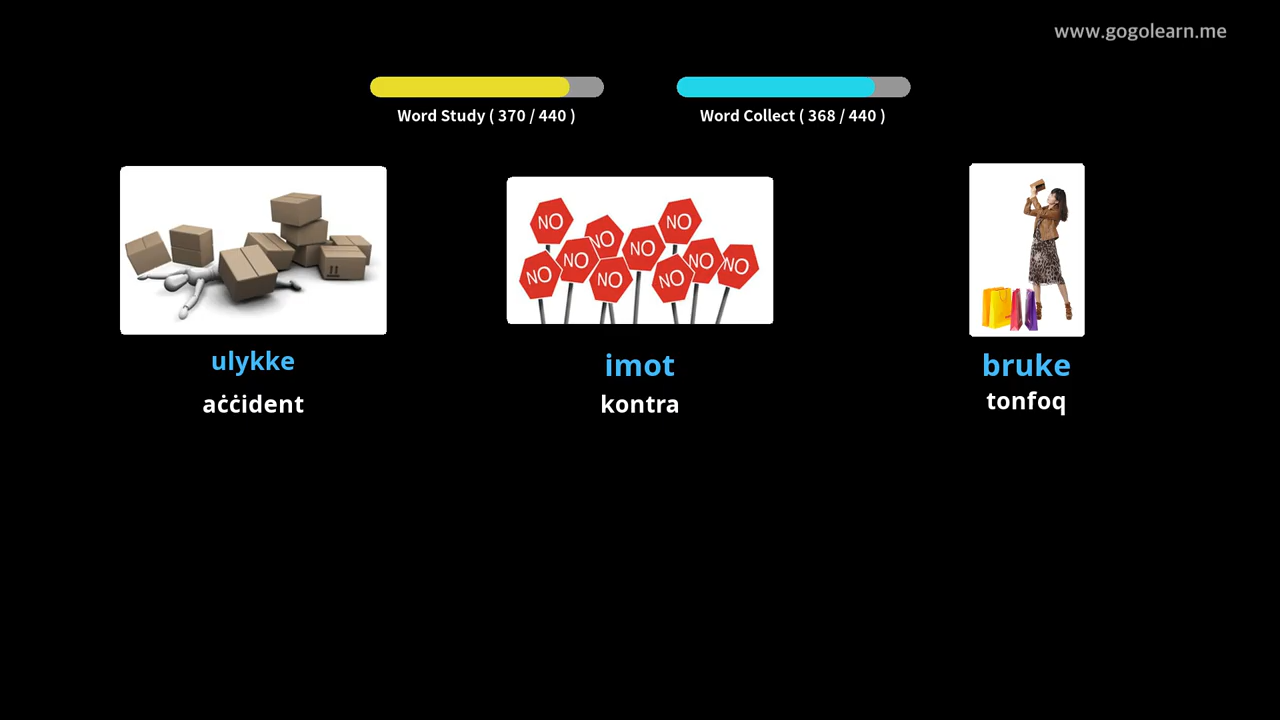 www.gogolearn.me
Word Study ( 370 / 440 )
Word Collect ( 368 / 440 )
NO
NO
NO
NO
NO
NO
NO
NO
NO
NO
ulykke
imot
bruke
aċċident
kontra
tonfoq